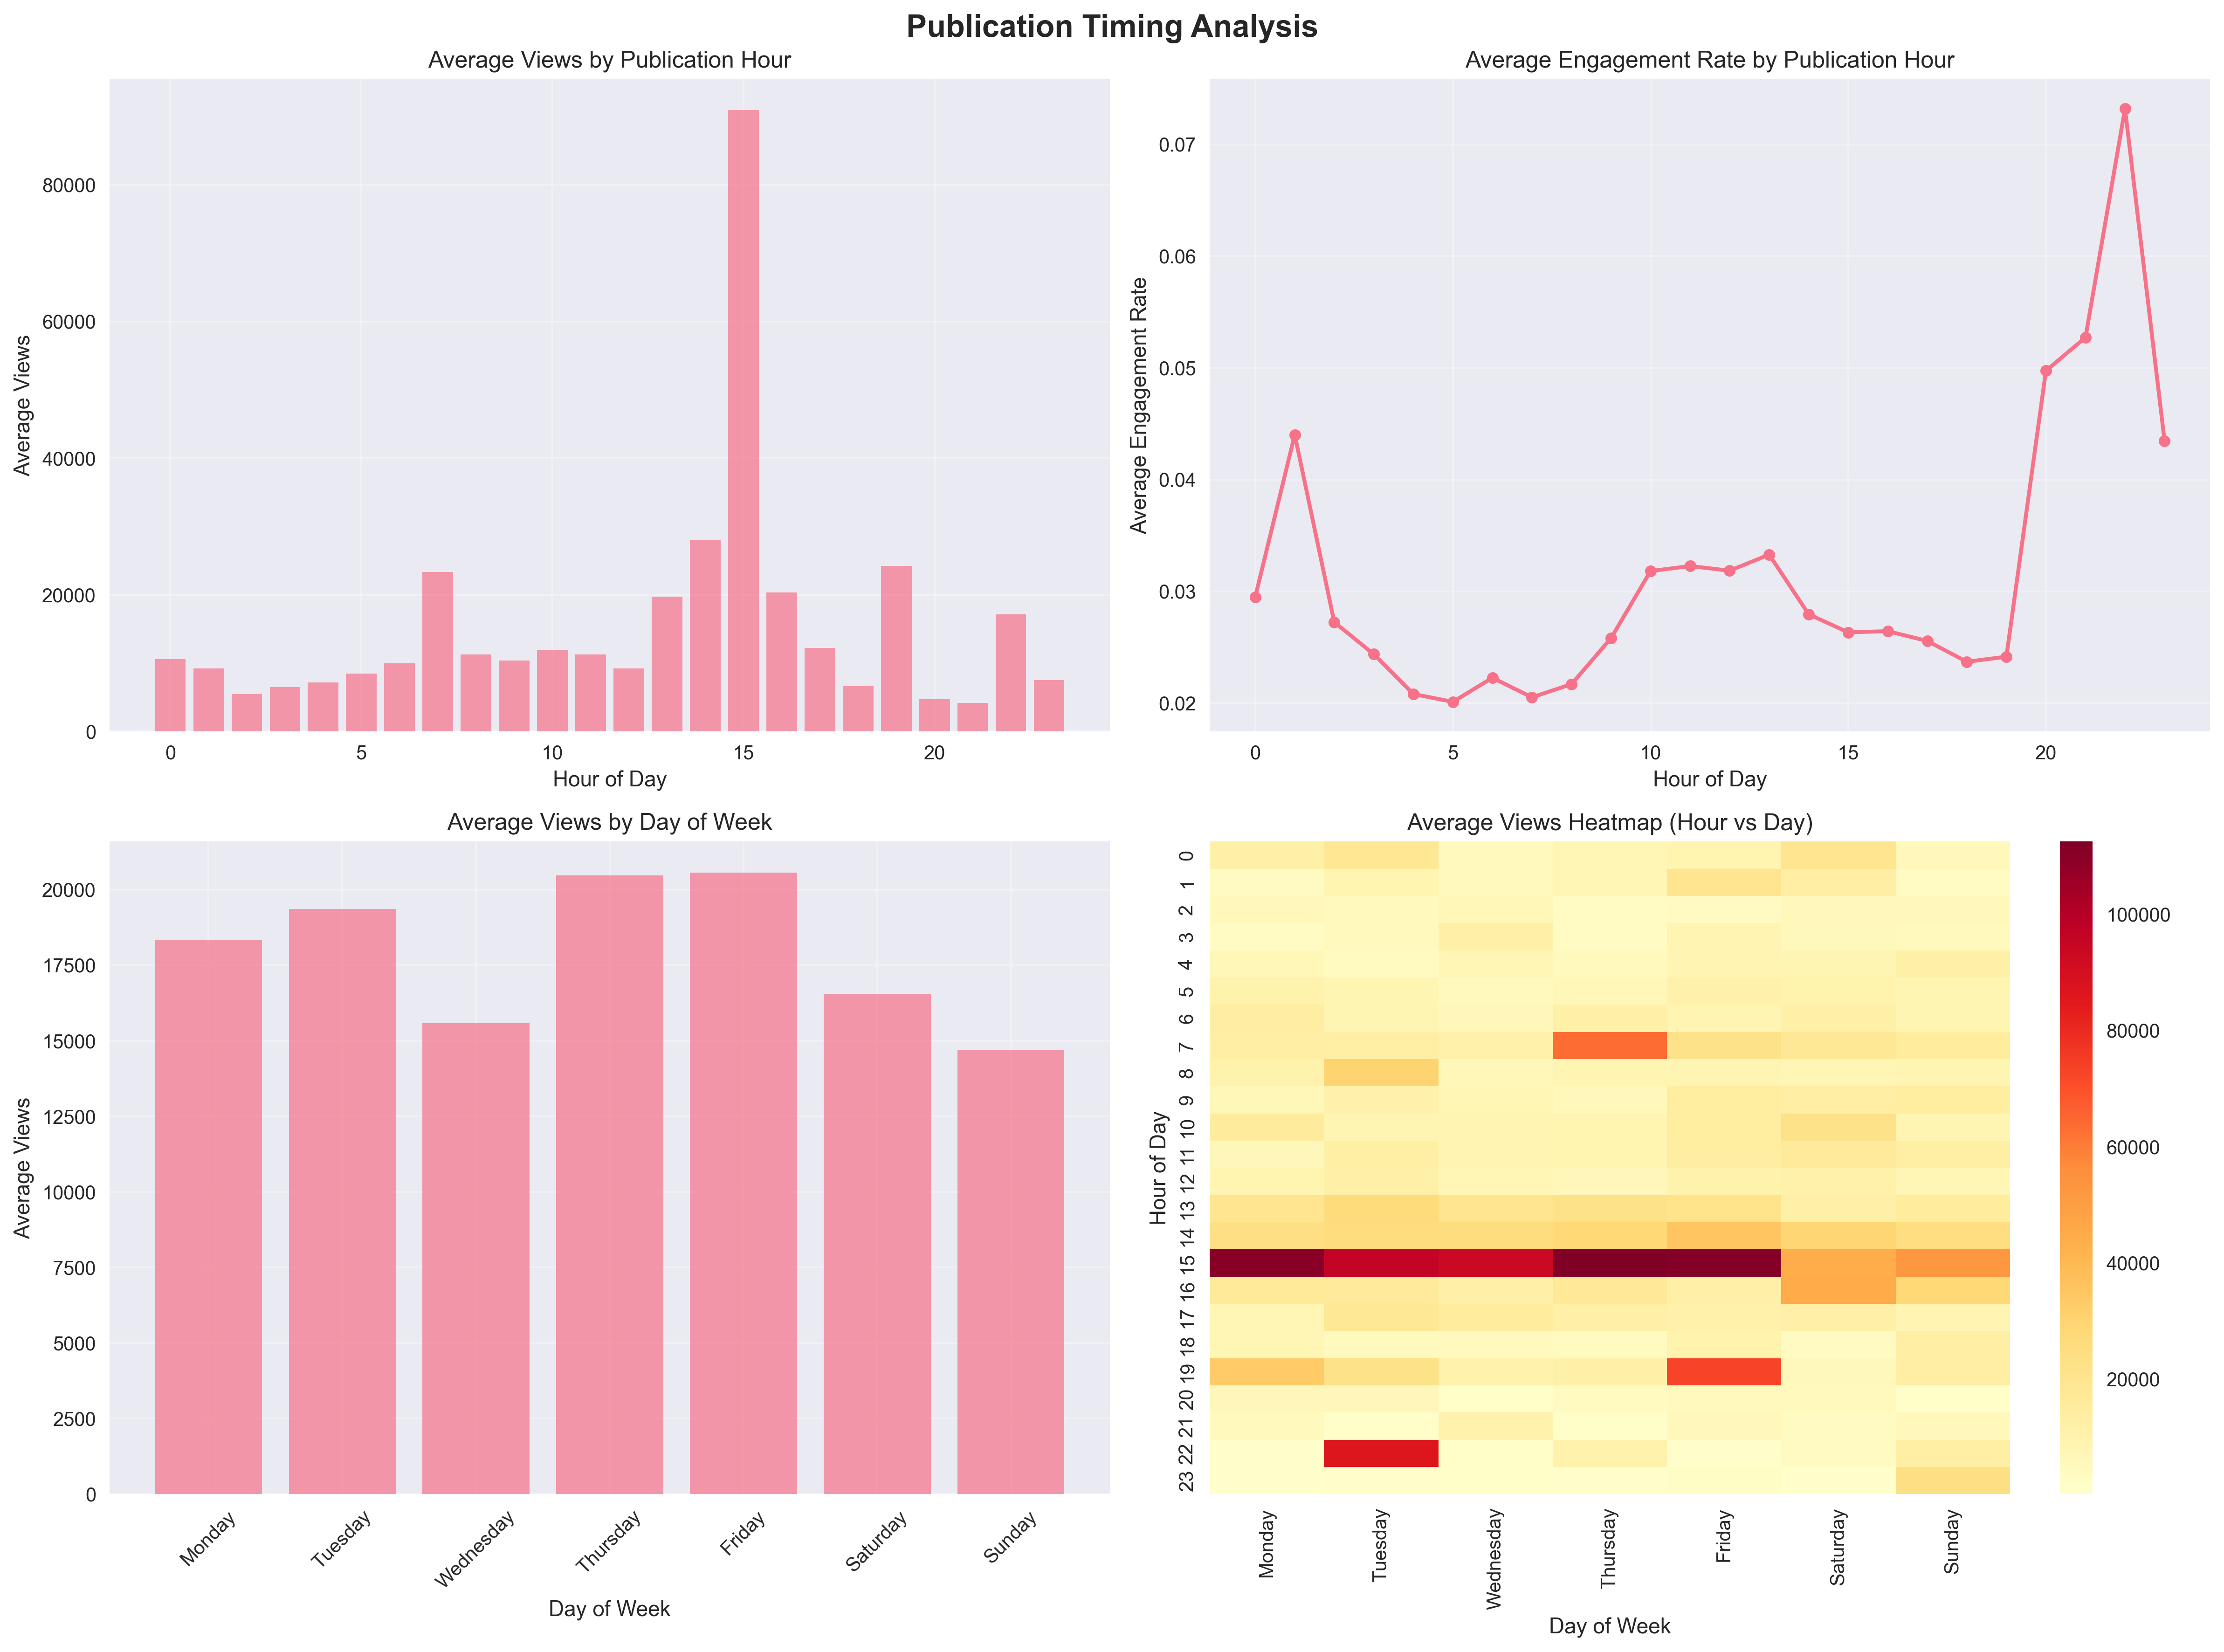 Publication Timing Analysis
Average Views by Publication Hour
Average Views
80000
60000
40000
20000
0
0 5 10 15 20
Hour of Day
Average Engagement Rate by Publication Hour
Average Engagement Rate
0.07
0.06
0.05
0.04
0.03
0.02
0 5 10 15 20
Hour of Day
Average Views by Day of Week
Average Views
20000
17500
15000
12500
10000
7500
5000
2500
0
Monday Tuesday Wednesday Thursday Friday Saturday Sunday
Day of Week
Average Views Heatmap (Hour vs Day)
Hour of Day
0
1
2
3
4
5
6
7
8
9
10
11
12
13
14
15
16
17
18
19
20
21
22
23
Monday Tuesday Wednesday Thursday Friday Saturday Sunday
Day of Week
100000
80000
60000
40000
20000